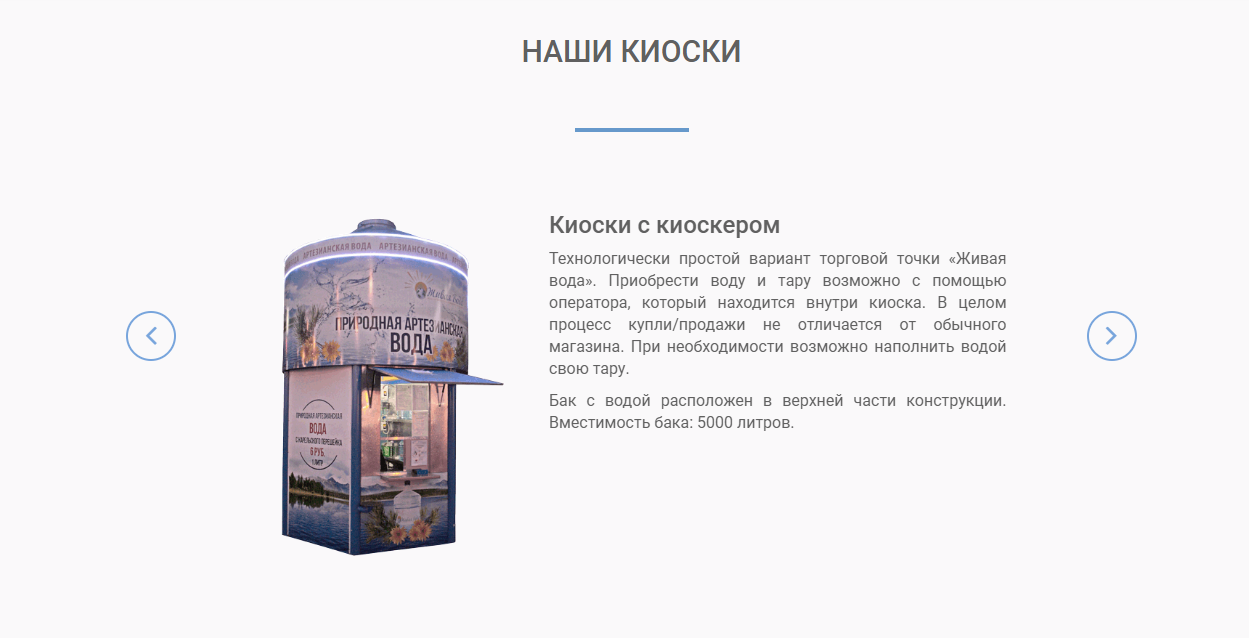 НАШИ КИОСКИ
Киоски с киоскером
Технологически простой вариант торговой точки «Живая
вода». Приобрести воду и тару возможно с помощью
оператора, который находится внутри киоска. В целом
процесс купли/продажи не отличается от обычного
магазина. При необходимости возможно наполнить водой
свою тару.
Бак с водой расположен в верхней части конструкции.
Вместимость бака: 5000 литров.
АРТЕЗИАНСКАЯ ВОДА АРТЕЗИАНСКАЯ ВОДА
Живая вода
ПРИРОДНАЯ АРТЕЗИАНСКАЯ
ВОДА
ПРИРОДНАЯ АРТЕЗИАНСКАЯ
ВОДА
С КАРЕЛЬСКОГО ПЕРЕШЕЙКА
6 РУБ.
1 ЛИТР